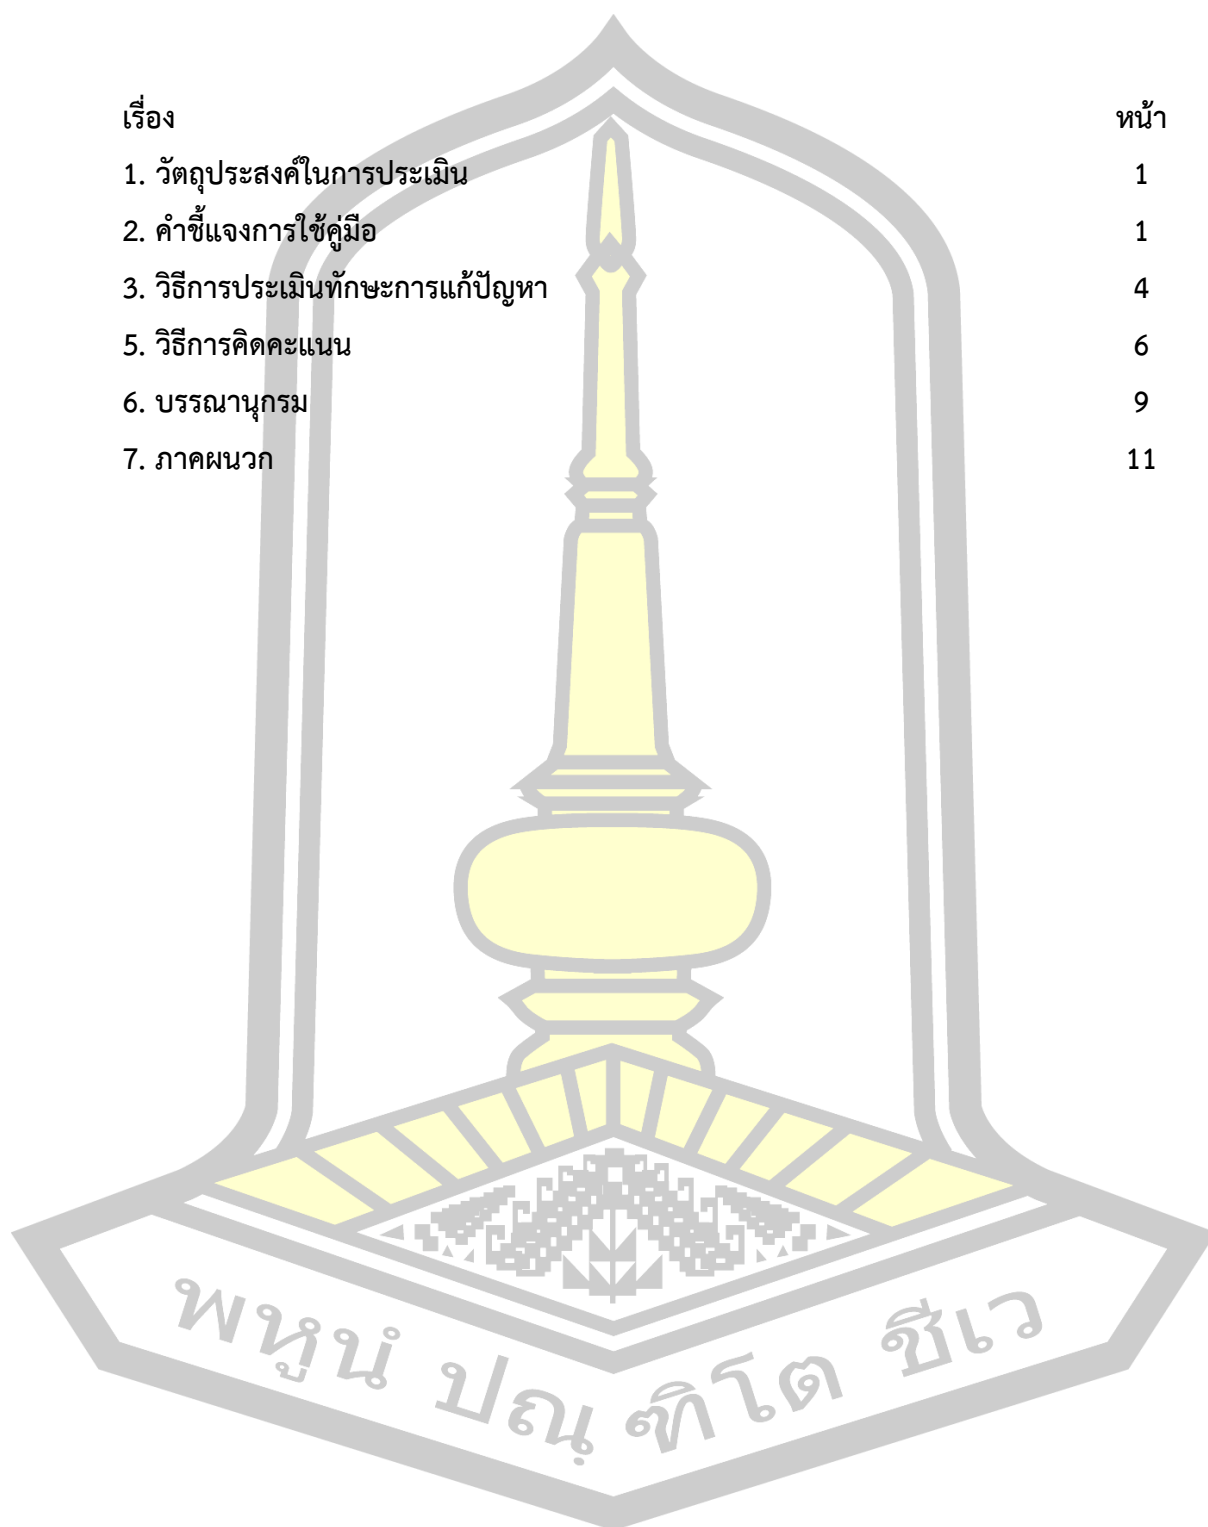 เรื่อง หน้า
1. วัตถุประสงค์ในการประเมิน 1
2. คำชี้แจงการใช้คู่มือ 1
3. วิธีการประเมินทักษะการแก้ปัญหา 4
5. วิธีการคิดคะแนน 6
6. บรรณานุกรม 9
7. ภาคผนวก 11
พหูนํ ปณฺ ฑิโต ชีเว